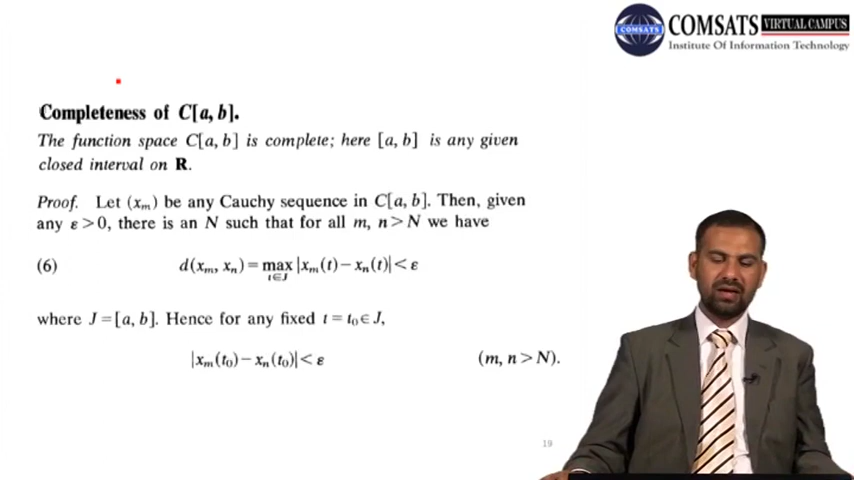 COMSATS VIRTUAL CAMPUS
COMSATS
Institute Of Information Technology
Completeness of C[a, b].
The function space C[a, b] is complete; here [a, b] is any given
closed interval on R.
Proof. Let (xₘ) be any Cauchy sequence in C[a, b]. Then, given
any ε>0, there is an N such that for all m, n>N we have
(6) d(xₘ, xₙ) = max |xₘ(t) − xₙ(t)| < ε
t∈J
where J = [a, b]. Hence for any fixed t = t₀ ∈ J,
|xₘ(t₀) − xₙ(t₀)| < ε (m, n > N).
19